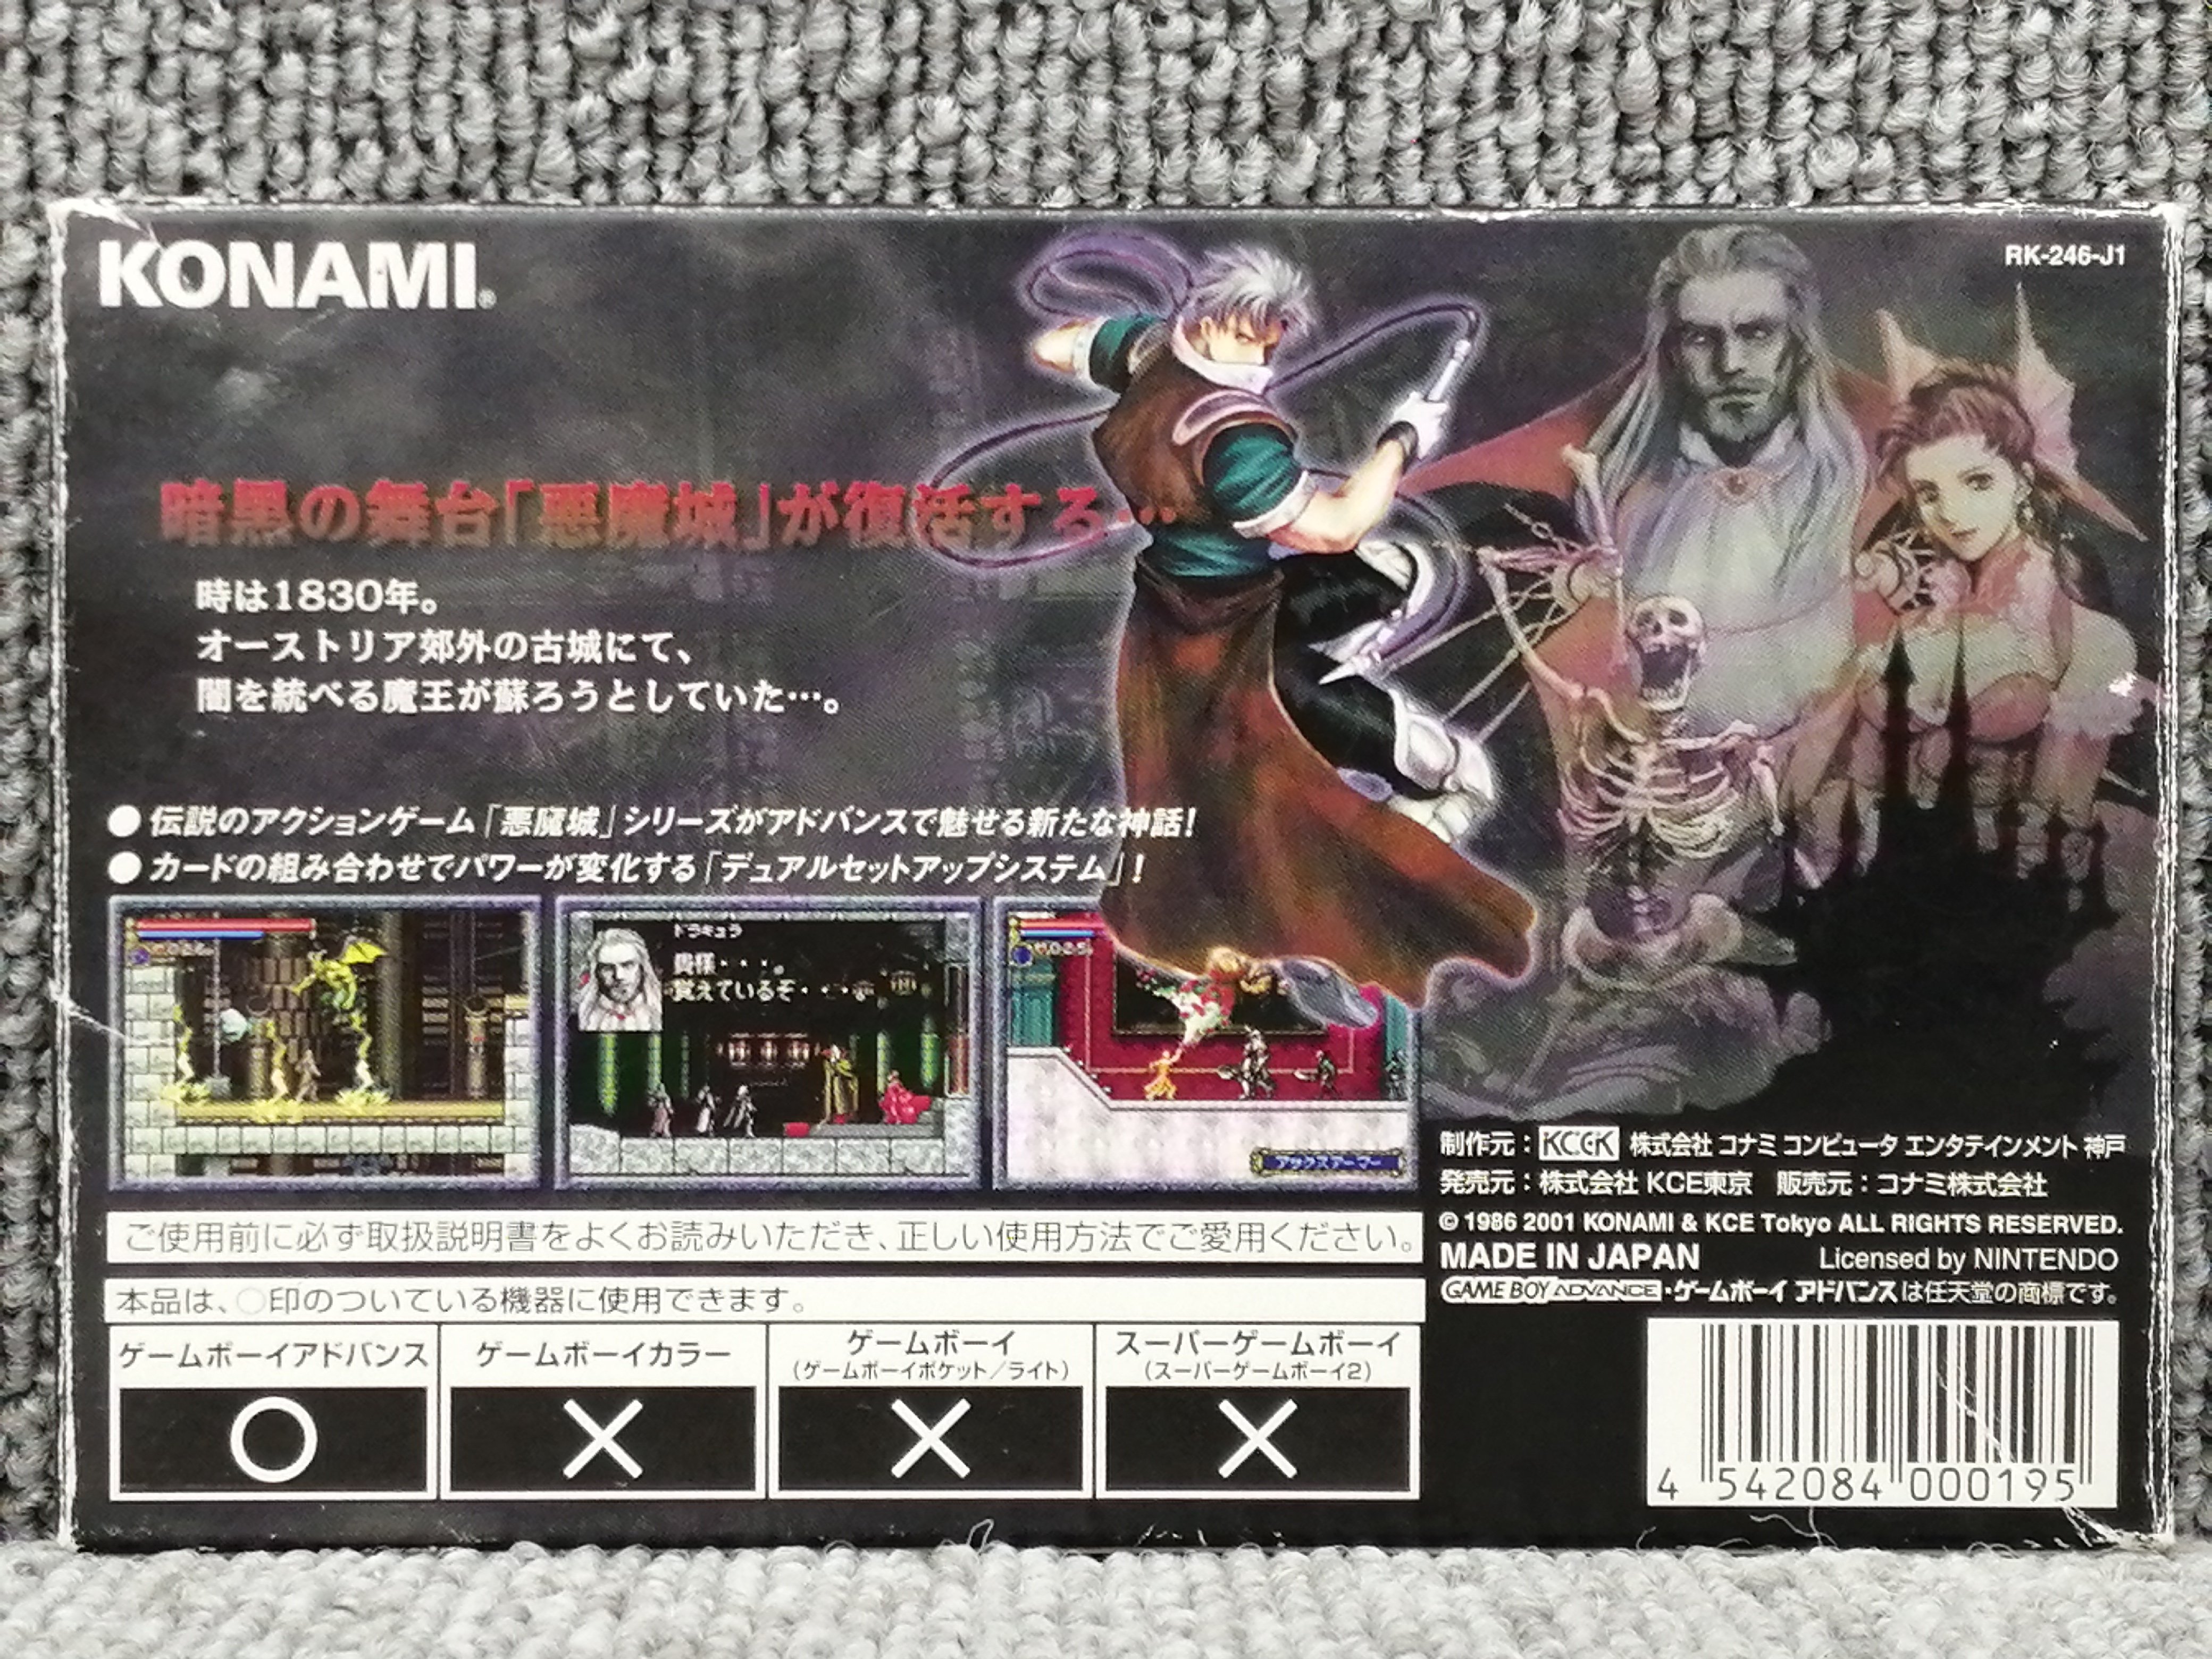 KONAMI®
RK-246-J1
暗黒の舞台「悪魔城」が復活する…
時は1830年。
オーストリア郊外の古城にて、
闇を統べる魔王が蘇ろうとしていた…。
●伝説のアクションゲーム「悪魔城」シリーズがアドバンスで魅せる新たな神話!
●カードの組み合わせでパワーが変化する「デュアルセットアップシステム」!
ドラキュラ
貴様・・・。
覚えているぞ・・・
アックスアーマー
制作元：KCEK 株式会社 コナミ コンピュータ エンタテインメント 神戸
発売元：株式会社 KCE東京 販売元：コナミ株式会社
© 1986 2001 KONAMI & KCE Tokyo ALL RIGHTS RESERVED.
MADE IN JAPAN Licensed by NINTENDO
GAME BOY ADVANCE・ゲームボーイ アドバンスは任天堂の商標です。
ご使用前に必ず取扱説明書をよくお読みいただき、正しい使用方法でご愛用ください。
本品は、○印のついている機器に使用できます。
ゲームボーイアドバンス
○
ゲームボーイカラー
×
ゲームボーイ
（ゲームボーイポケット／ライト）
×
スーパーゲームボーイ
（スーパーゲームボーイ2）
×
4 542084 000195